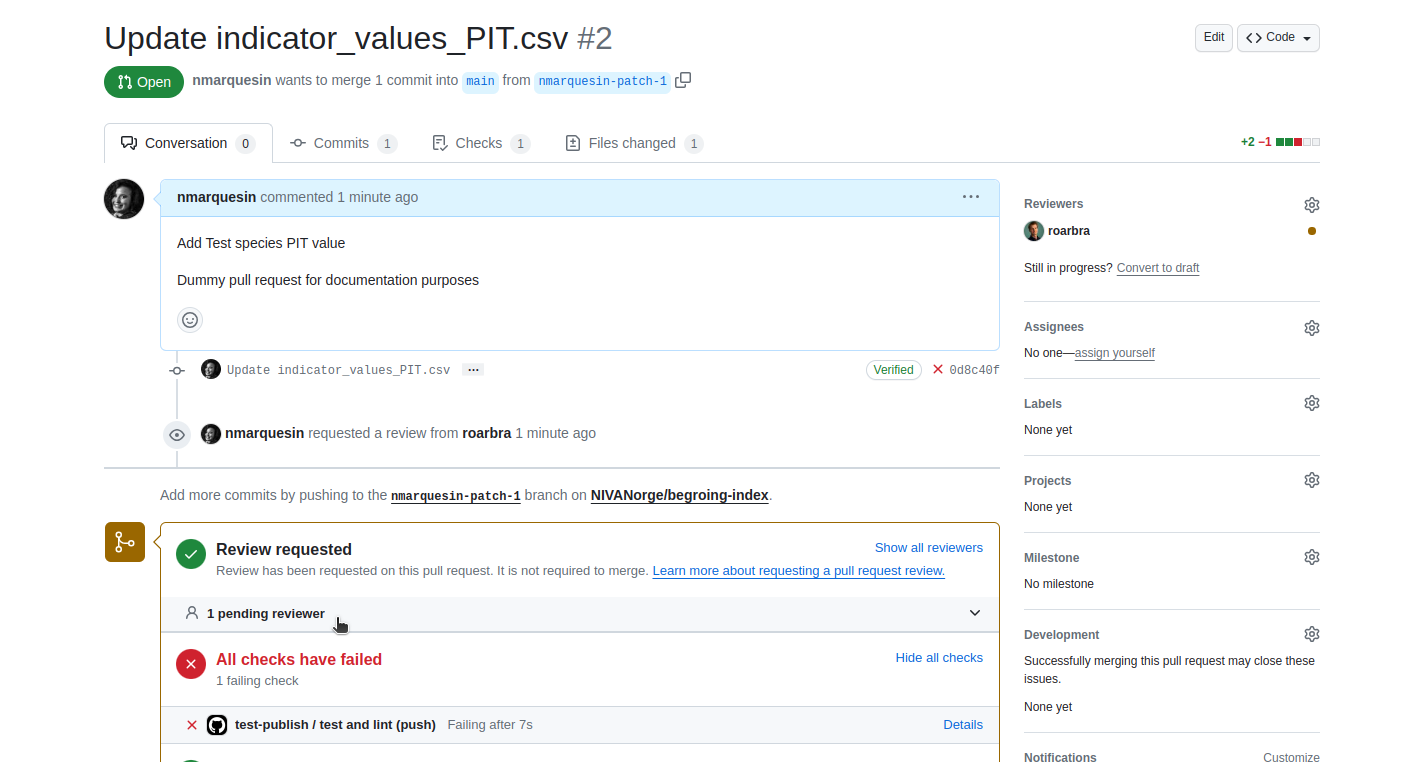 Update indicator_values_PIT.csv #2
Edit
Code
Open
nmarquesin wants to merge 1 commit into main from nmarquesin-patch-1
Conversation 0
Commits 1
Checks 1
Files changed 1
+2 −1
nmarquesin commented 1 minute ago
Add Test species PIT value
Dummy pull request for documentation purposes
Update indicator_values_PIT.csv
Verified
0d8c40f
nmarquesin requested a review from roarbra 1 minute ago
Add more commits by pushing to the nmarquesin-patch-1 branch on NIVANorge/begroing-index.
Review requested
Show all reviewers
Review has been requested on this pull request. It is not required to merge. Learn more about requesting a pull request review.
1 pending reviewer
All checks have failed
Hide all checks
1 failing check
test-publish / test and lint (push) Failing after 7s
Details
Reviewers
roarbra
Still in progress? Convert to draft
Assignees
No one—assign yourself
Labels
None yet
Projects
None yet
Milestone
No milestone
Development
Successfully merging this pull request may close these
issues.
None yet
Notifications
Customize